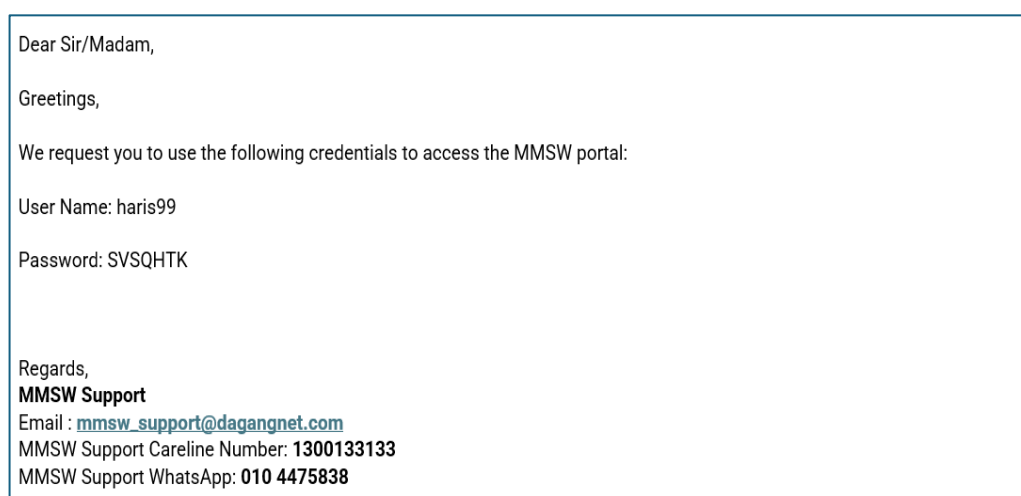 Dear Sir/Madam,
Greetings,
We request you to use the following credentials to access the MMSW portal:
User Name: haris99
Password: SVSQHTK
Regards,
MMSW Support
Email : mmsw_support@dagangnet.com
MMSW Support Careline Number: 1300133133
MMSW Support WhatsApp: 010 4475838